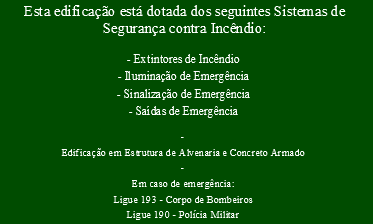 Esta edificação está dotada dos seguintes Sistemas de
Segurança contra Incêndio:
- Extintores de Incêndio
- Iluminação de Emergência
- Sinalização de Emergência
- Saidas de Emergência
-
Edificação em Estrutura de Alvenaria e Concreto Armado
-
Em caso de emergência:
Ligue 193 - Corpo de Bombeiros
Ligue 190 - Polícia Militar